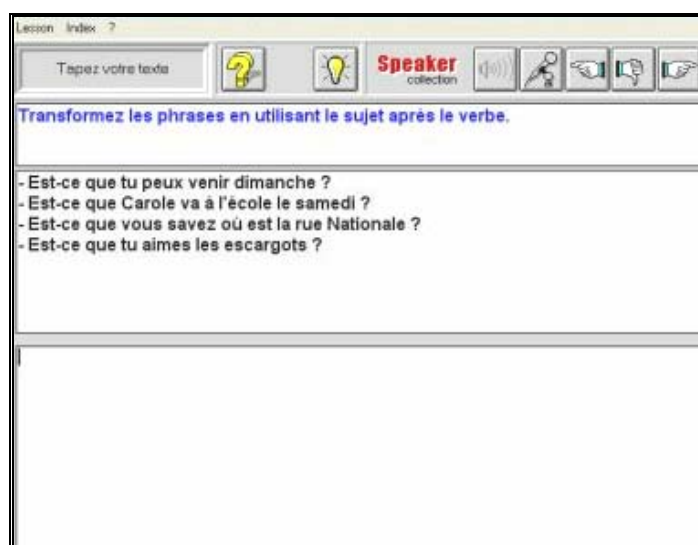 Lesson Index ?
Tapez votre texte
Speaker
collection
Transformez les phrases en utilisant le sujet après le verbe.
- Est-ce que tu peux venir dimanche ?
- Est-ce que Carole va à l'école le samedi ?
- Est-ce que vous savez où est la rue Nationale ?
- Est-ce que tu aimes les escargots ?